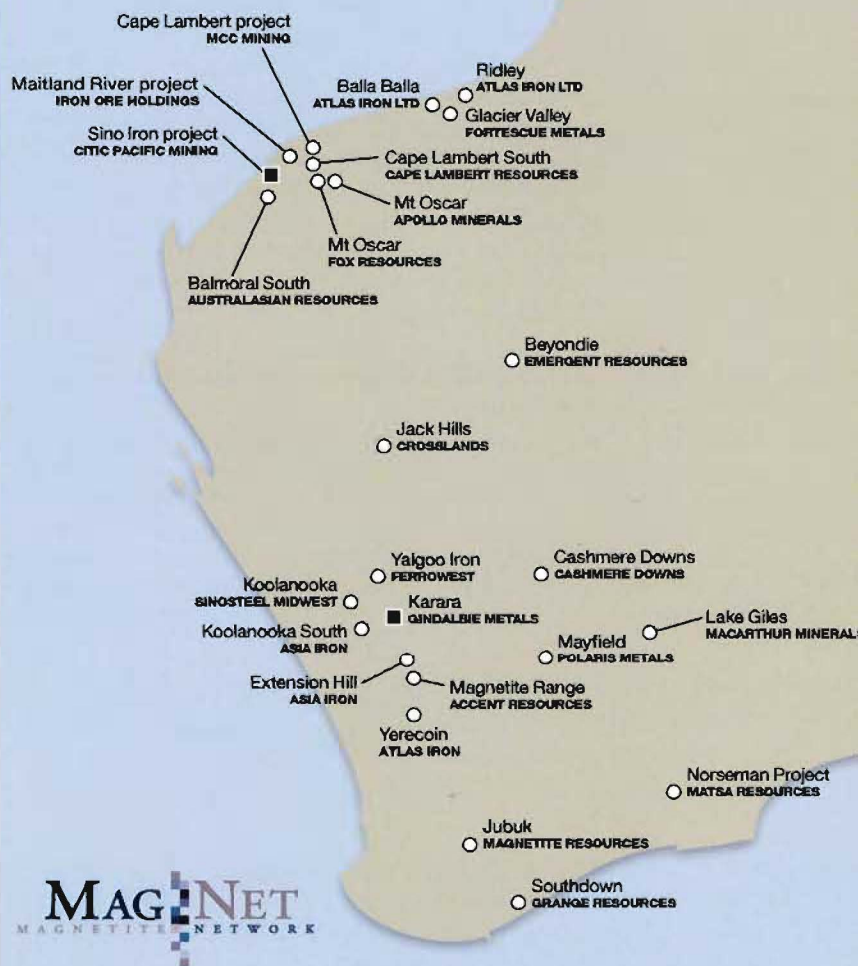 Cape Lambert project
MCC MINING
Maitland River project
IRON ORE HOLDINGS
Sino Iron project
CITIC PACIFIC MINING
Balla Balla
ATLAS IRON LTD
Ridley
ATLAS IRON LTD
Glacier Valley
FORTESCUE METALS
Cape Lambert South
CAPE LAMBERT RESOURCES
Mt Oscar
APOLLO MINERALS
Mt Oscar
FOX RESOURCES
Balmoral South
AUSTRALASIAN RESOURCES
Beyondie
EMERGENT RESOURCES
Jack Hills
CROSSLANDS
Yalgoo Iron
FERROWEST
Cashmere Downs
CASHMERE DOWNS
Koolanooka
SINOSTEEL MIDWEST
Karara
GINDALBIE METALS
Koolanooka South
ASIA IRON
Lake Giles
MACARTHUR MINERALS
Mayfield
POLARIS METALS
Extension Hill
ASIA IRON
Magnetite Range
ACCENT RESOURCES
Yerecoin
ATLAS IRON
Norseman Project
MATSA RESOURCES
Jubuk
MAGNETITE RESOURCES
Southdown
GRANGE RESOURCES
MAGNET
MAGNETITE NETWORK